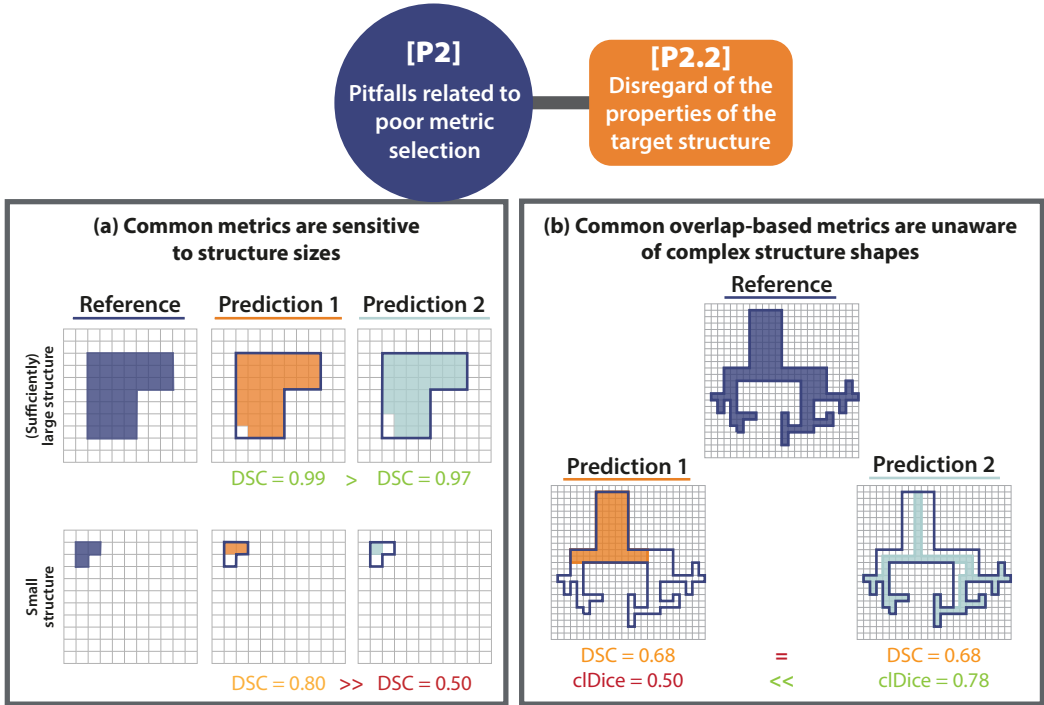 [P2]
Pitfalls related to
poor metric
selection
[P2.2]
Disregard of the
properties of the
target structure
(a) Common metrics are sensitive
to structure sizes
Reference
Prediction 1
Prediction 2
(Sufficiently)
large structure
DSC = 0.99 > DSC = 0.97
Small
structure
DSC = 0.80 >> DSC = 0.50
(b) Common overlap-based metrics are unaware
of complex structure shapes
Reference
Prediction 1
Prediction 2
DSC = 0.68 = DSC = 0.68
clDice = 0.50 << clDice = 0.78